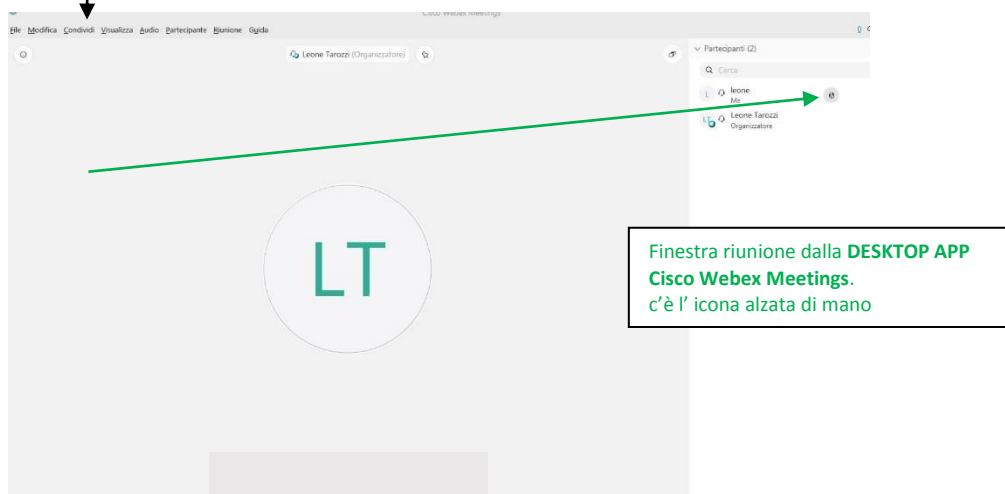 Cisco Webex Meetings
File Modifica Condividi Visualizza Audio Partecipante Riunione Guida
Leone Tarozzi (Organizzatore)
Partecipanti (2)
Cerca
L leone
Me
LT Leone Tarozzi
Organizzatore
LT
Finestra riunione dalla DESKTOP APP
Cisco Webex Meetings.
c'è l' icona alzata di mano